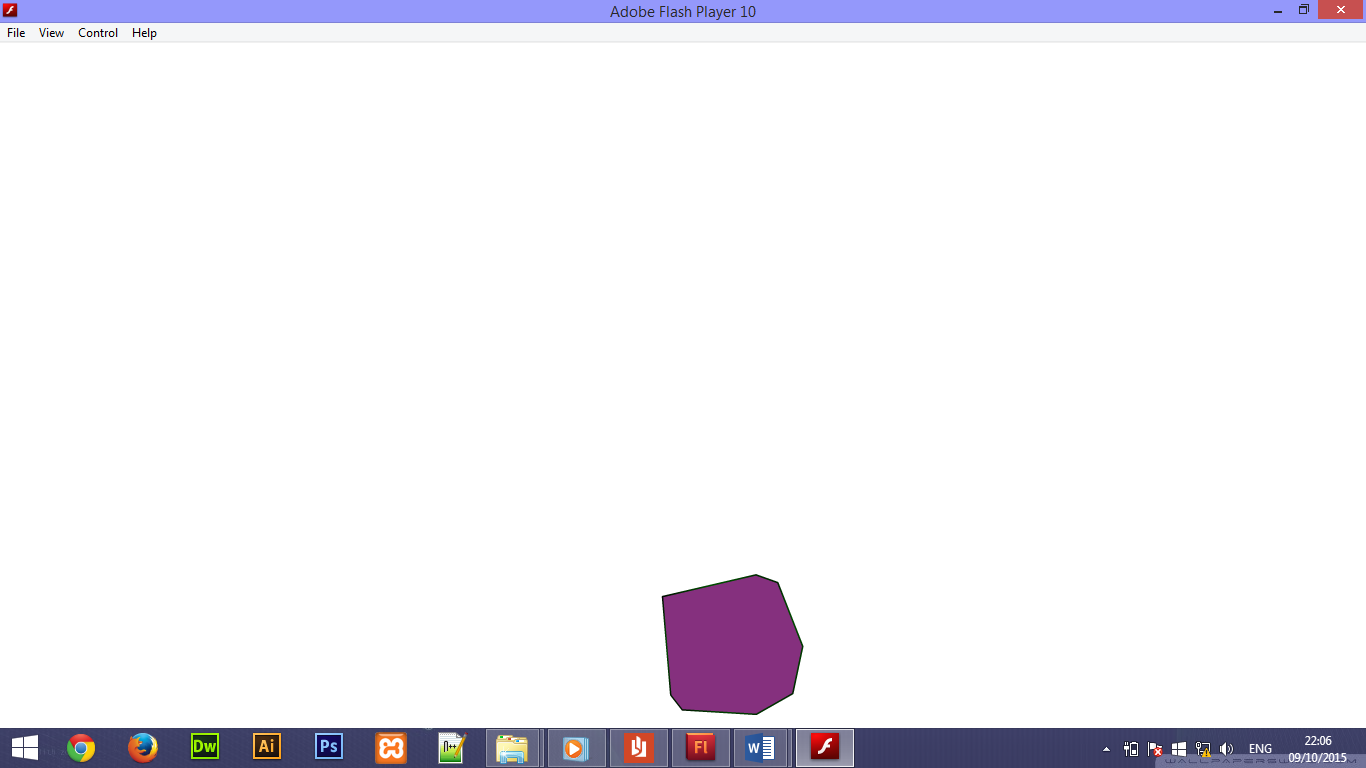 Adobe Flash Player 10
File View Control Help
Dw Ai Ps n++ Fl W ENG 22:06
09/10/2015